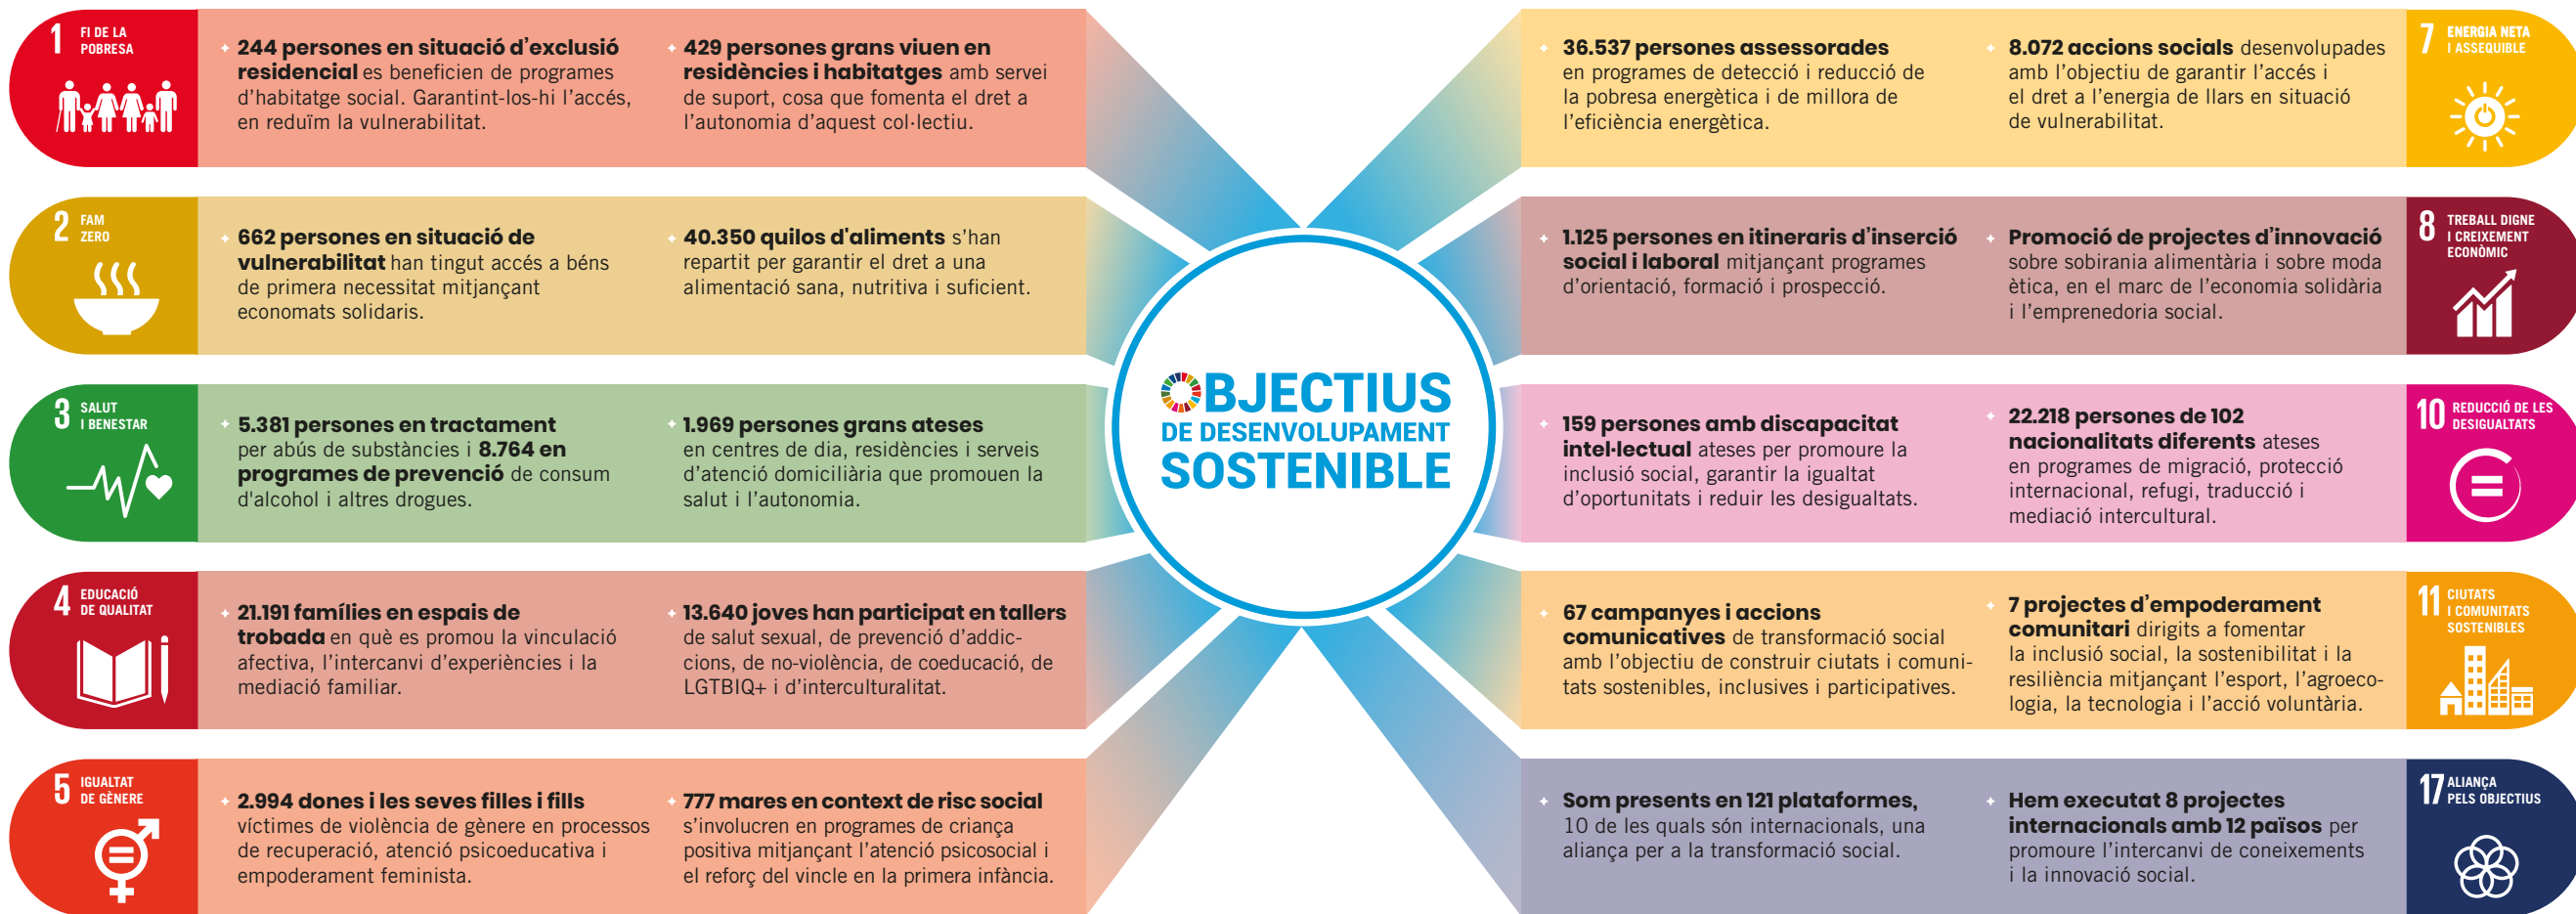 1 FI DE LA
POBRESA
244 persones en situació d’exclusió
residencial es beneficien de programes
d’habitatge social. Garantint-los-hi l’accés,
en reduïm la vulnerabilitat.
429 persones grans viuen en
residències i habitatges amb servei
de suport, cosa que fomenta el dret a
l’autonomia d’aquest col·lectiu.
2 FAM
ZERO
662 persones en situació de
vulnerabilitat han tingut accés a béns
de primera necessitat mitjançant
economats solidaris.
40.350 quilos d'aliments s’han
repartit per garantir el dret a una
alimentació sana, nutritiva i suficient.
3 SALUT
I BENESTAR
5.381 persones en tractament
per abús de substàncies i 8.764 en
programes de prevenció de consum
d'alcohol i altres drogues.
1.969 persones grans ateses
en centres de dia, residències i serveis
d’atenció domiciliària que promouen la
salut i l’autonomia.
4 EDUCACIÓ
DE QUALITAT
21.191 famílies en espais de
trobada en què es promou la vinculació
afectiva, l’intercanvi d’experiències i la
mediació familiar.
13.640 joves han participat en tallers
de salut sexual, de prevenció d’addic-
cions, de no-violència, de coeducació, de
LGTBIQ+ i d’interculturalitat.
5 IGUALTAT
DE GÈNERE
2.994 dones i les seves filles i fills
víctimes de violència de gènere en processos
de recuperació, atenció psicoeducativa i
empoderament feminista.
777 mares en context de risc social
s’involucren en programes de criança
positiva mitjançant l’atenció psicosocial i
el reforç del vincle en la primera infància.
OBJECTIUS
DE DESENVOLUPAMENT
SOSTENIBLE
36.537 persones assessorades
en programes de detecció i reducció de
la pobresa energètica i de millora de
l’eficiència energètica.
8.072 accions socials desenvolupades
amb l’objectiu de garantir l’accés i
el dret a l’energia de llars en situació
de vulnerabilitat.
7 ENERGIA NETA
I ASSEQUIBLE
1.125 persones en itineraris d’inserció
social i laboral mitjançant programes
d’orientació, formació i prospecció.
Promoció de projectes d’innovació
sobre sobirania alimentària i sobre moda
ètica, en el marc de l’economia solidària
i l’emprenedoria social.
8 TREBALL DIGNE
I CREIXEMENT
ECONÒMIC
159 persones amb discapacitat
intel·lectual ateses per promoure la
inclusió social, garantir la igualtat
d’oportunitats i reduir les desigualtats.
22.218 persones de 102
nacionalitats diferents ateses
en programes de migració, protecció
internacional, refugi, traducció i
mediació intercultural.
10 REDUCCIÓ DE LES
DESIGUALTATS
67 campanyes i accions
comunicatives de transformació social
amb l’objectiu de construir ciutats i comuni-
tats sostenibles, inclusives i participatives.
7 projectes d’empoderament
comunitari dirigits a fomentar
la inclusió social, la sostenibilitat i la
resiliència mitjançant l’esport, l’agroeco-
logia, la tecnologia i l’acció voluntària.
11 CIUTATS
I COMUNITATS
SOSTENIBLES
Som presents en 121 plataformes,
10 de les quals són internacionals, una
aliança per a la transformació social.
Hem executat 8 projectes
internacionals amb 12 països per
promoure l’intercanvi de coneixements
i la innovació social.
17 ALIANÇA
PELS OBJECTIUS